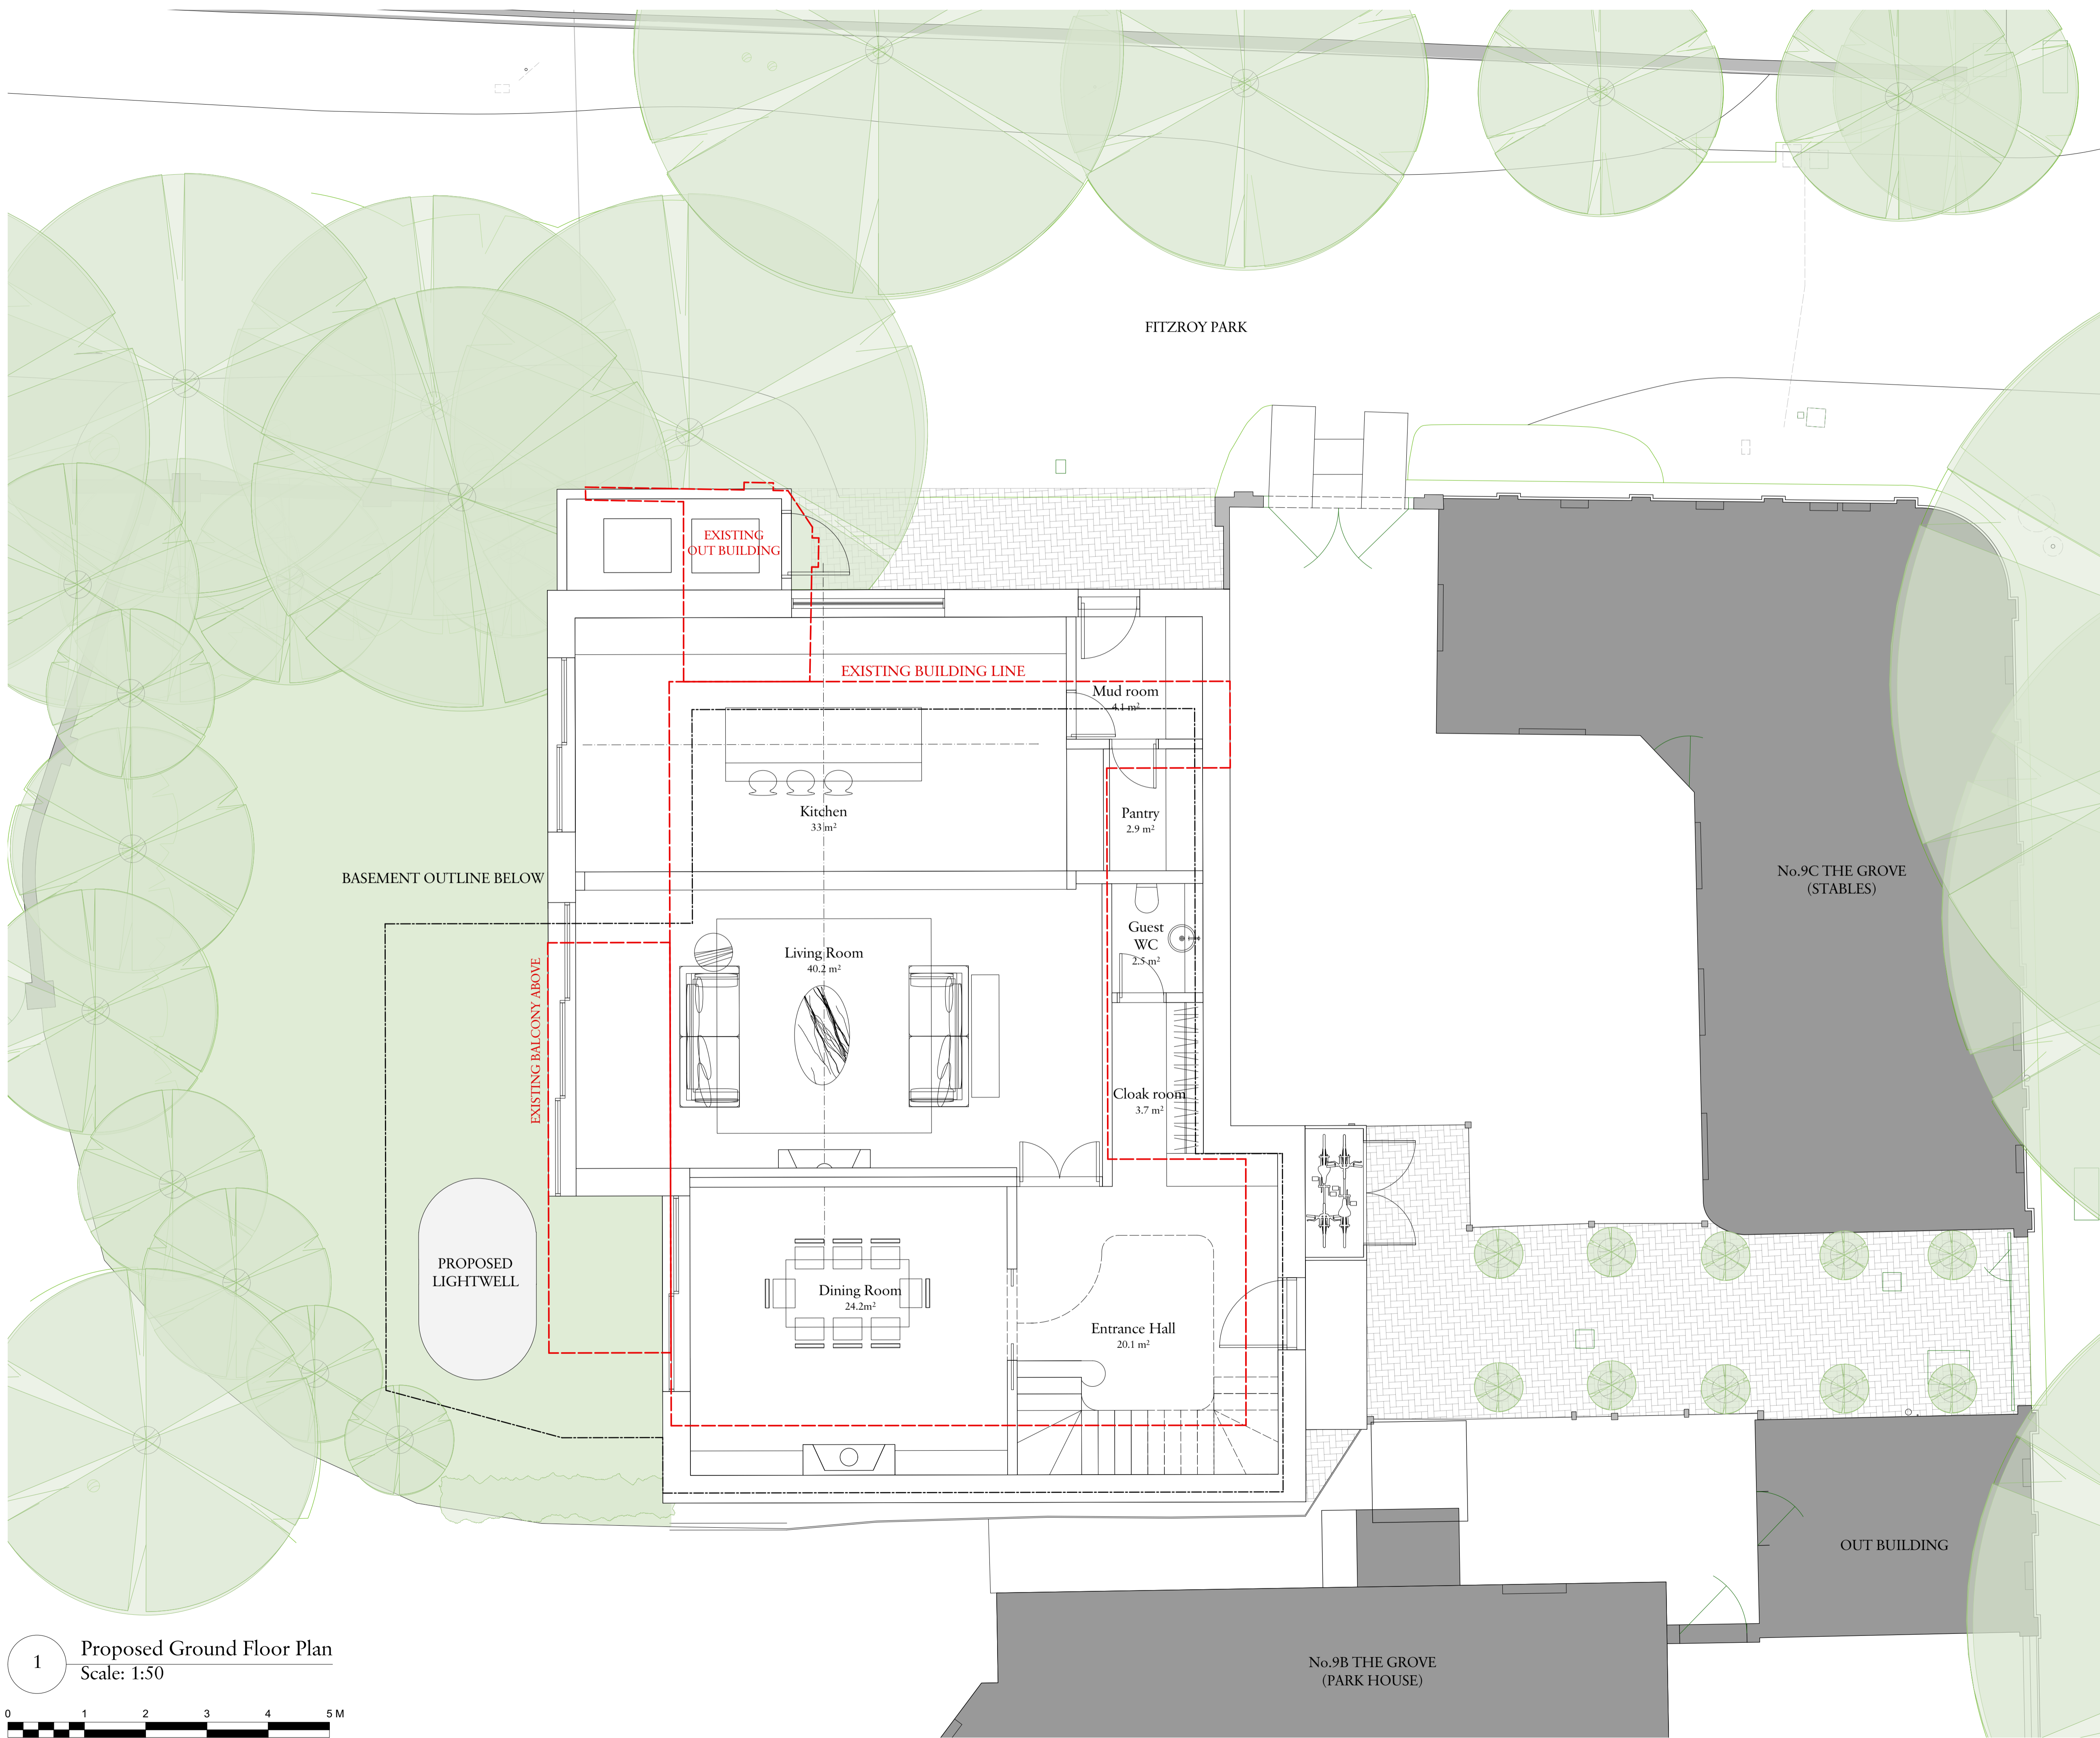 FITZROY PARK
EXISTING
OUT BUILDING
EXISTING BUILDING LINE
Mud room
4.1 m²
Kitchen
33 m²
Pantry
2.9 m²
BASEMENT OUTLINE BELOW
No.9C THE GROVE
(STABLES)
Guest
WC
2.5 m²
Living Room
40.2 m²
EXISTING BALCONY ABOVE
Cloak room
3.7 m²
PROPOSED
LIGHTWELL
Dining Room
24.2m²
Entrance Hall
20.1 m²
OUT BUILDING
No.9B THE GROVE
(PARK HOUSE)
1
Proposed Ground Floor Plan
Scale: 1:50
0 1 2 3 4 5 M